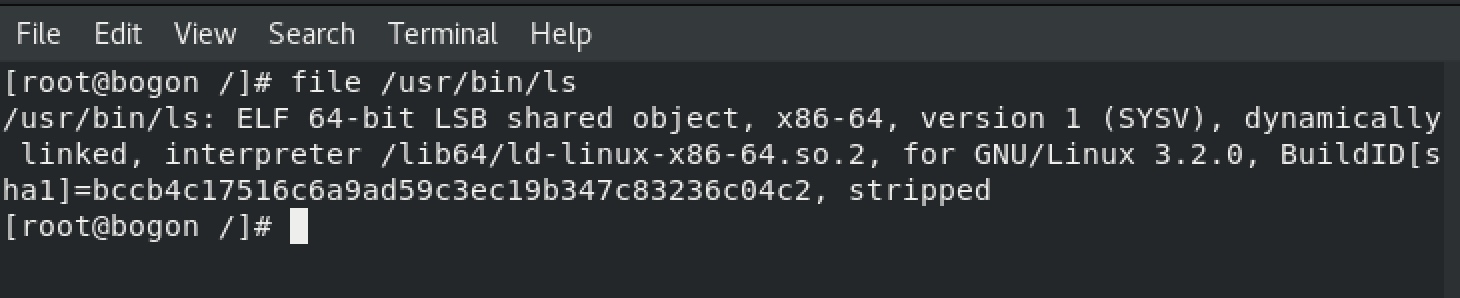 File Edit View Search Terminal Help
[root@bogon /]# file /usr/bin/ls
/usr/bin/ls: ELF 64-bit LSB shared object, x86-64, version 1 (SYSV), dynamically
 linked, interpreter /lib64/ld-linux-x86-64.so.2, for GNU/Linux 3.2.0, BuildID[s
ha1]=bccb4c17516c6a9ad59c3ec19b347c83236c04c2, stripped
[root@bogon /]#